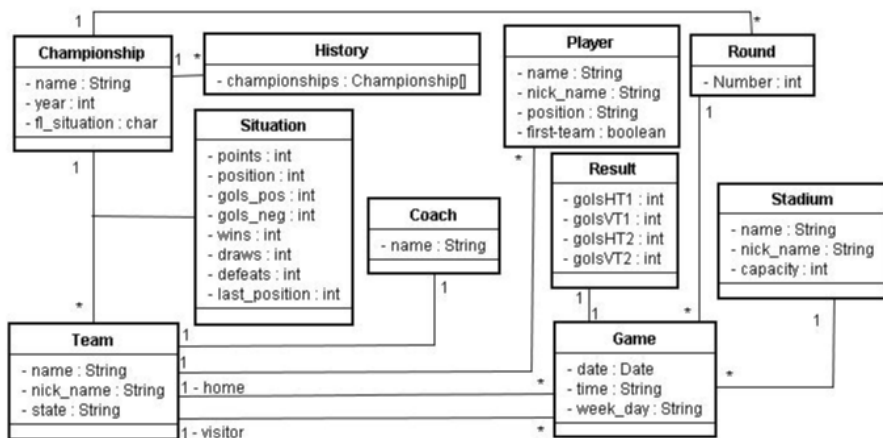 1
*
Championship
- name : String
- year : int
- fl_situation : char
1
1
*
History
- championships : Championship[]
Player
- name : String
- nick_name : String
- position : String
- first-team : boolean
*
Round
- Number : int
1
Situation
- points : int
- position : int
- gols_pos : int
- gols_neg : int
- wins : int
- draws : int
- defeats : int
- last_position : int
Coach
- name : String
1
Result
- golsHT1 : int
- golsVT1 : int
- golsHT2 : int
- golsVT2 : int
1
Stadium
- name : String
- nick_name : String
- capacity : int
1
*
Team
- name : String
- nick_name : String
- state : String
1
1
1 - home
1 - visitor
1
*
Game
- date : Date
- time : String
- week_day : String
*
*
*